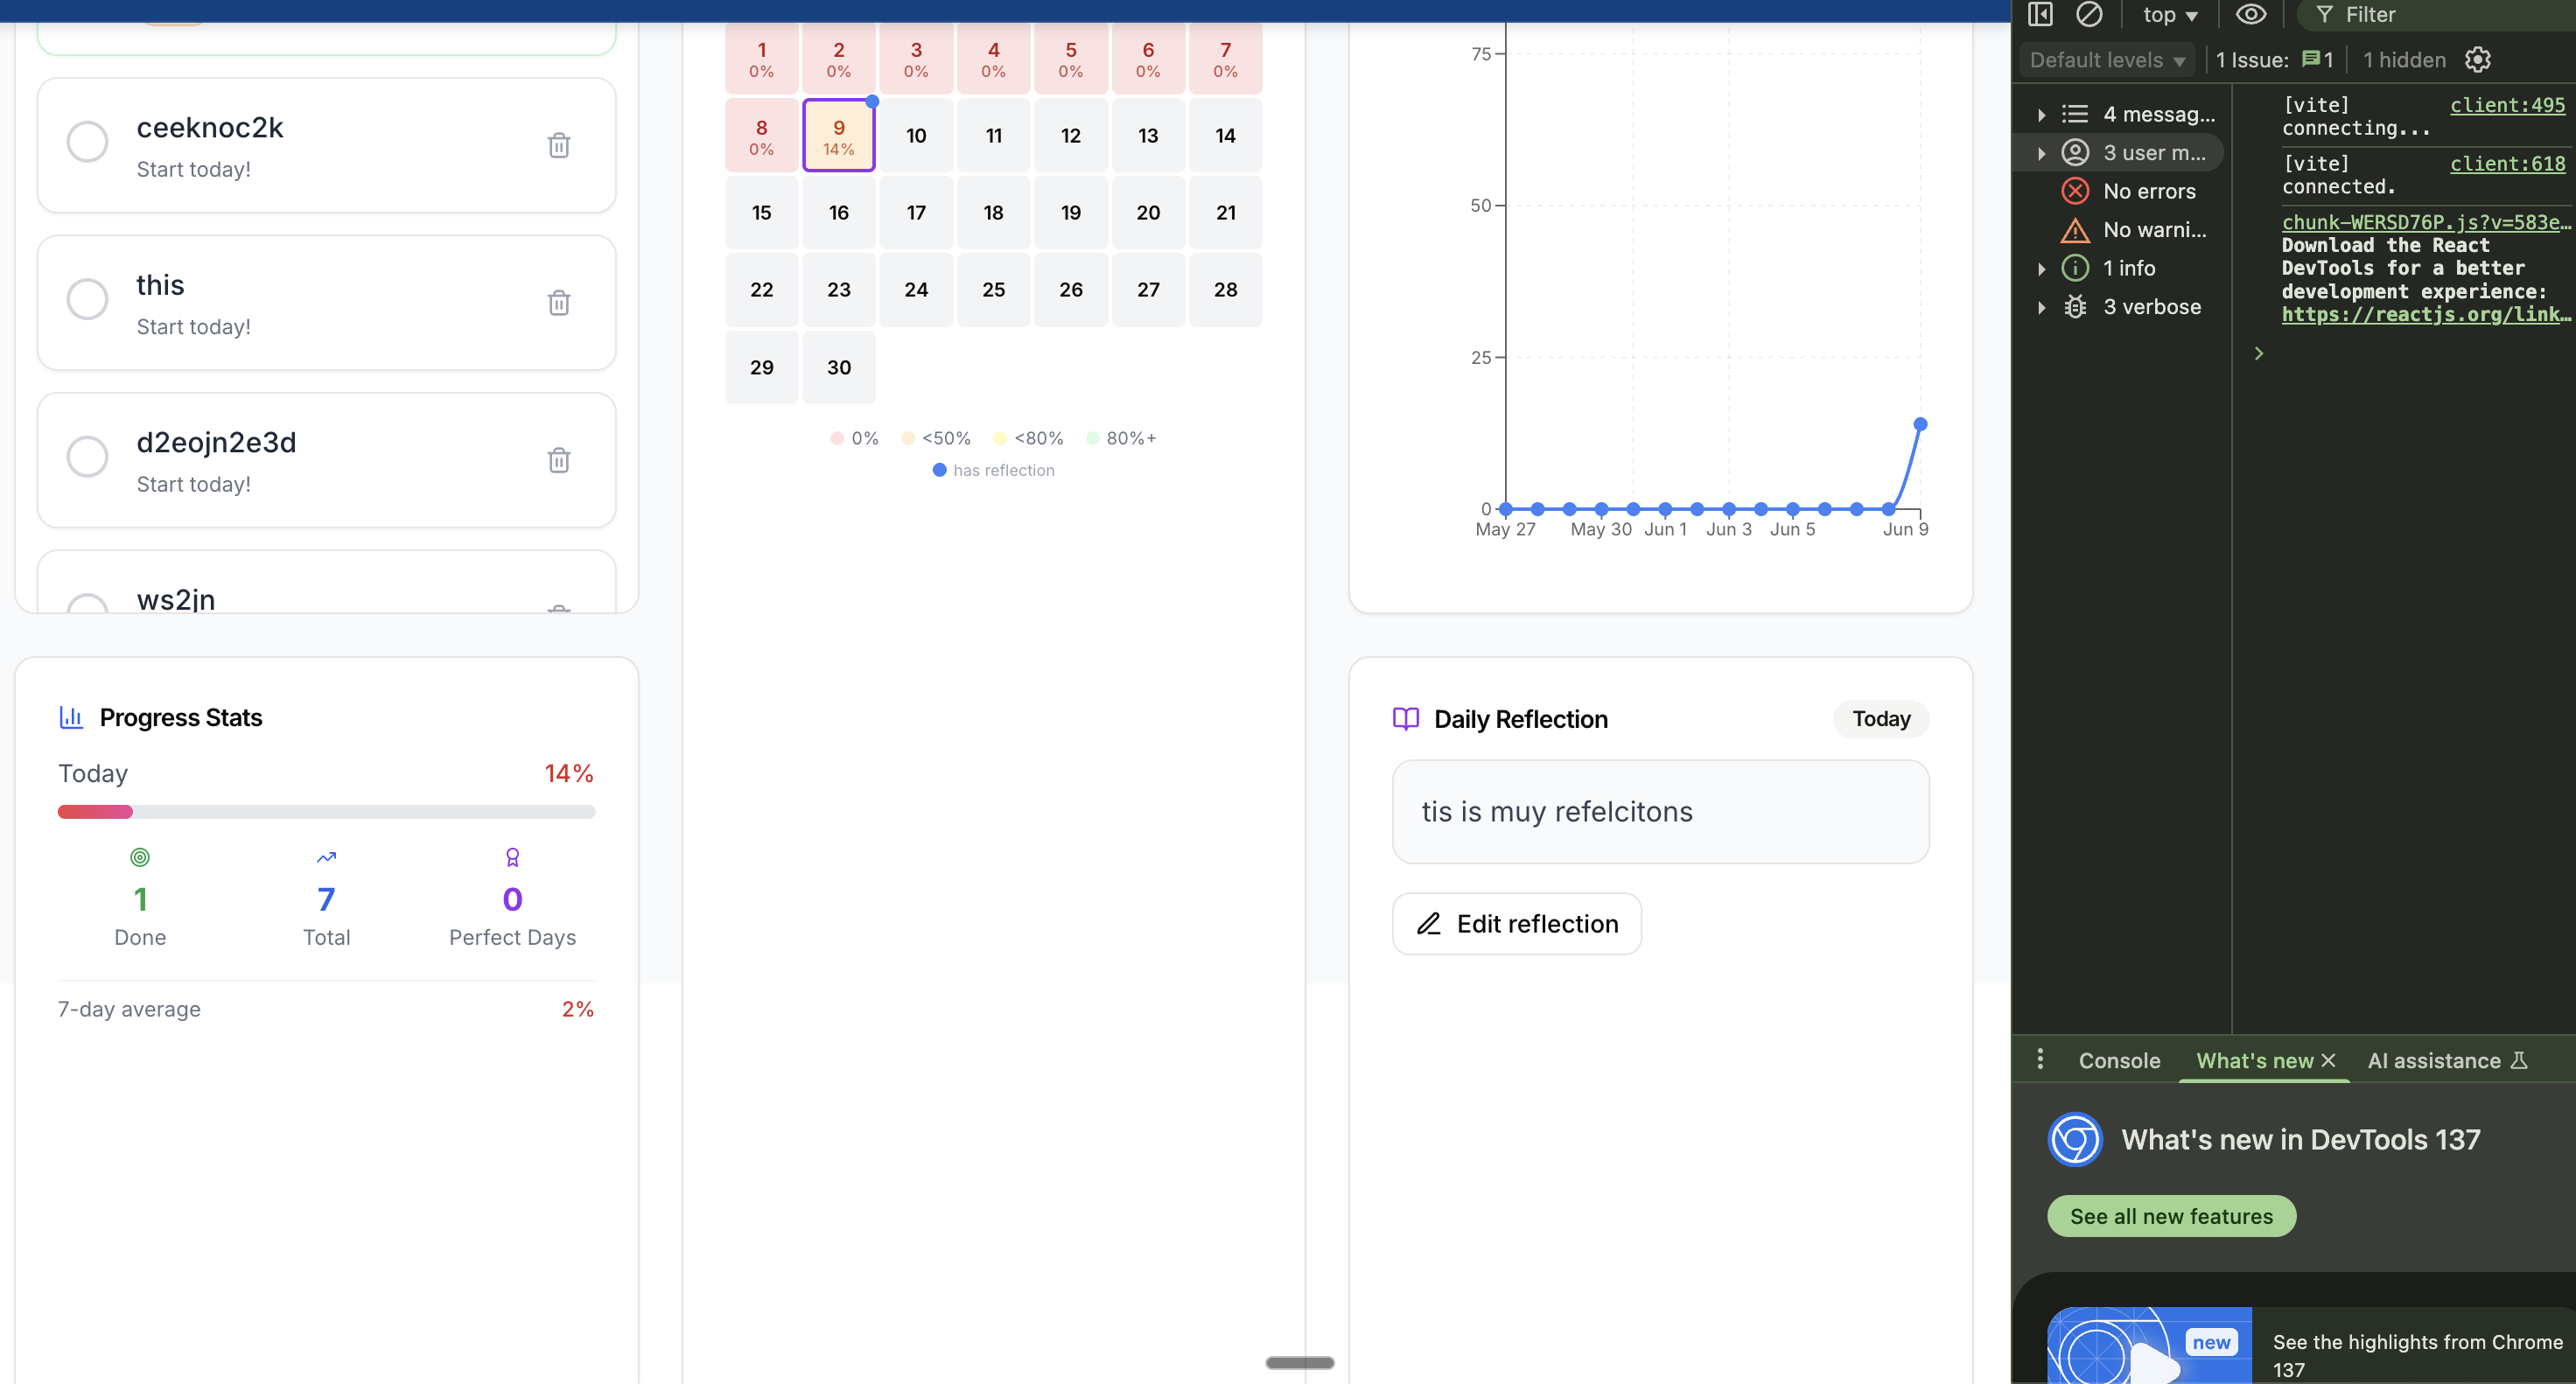 ceeknoc2k
Start today!
this
Start today!
d2eojn2e3d
Start today!
ws2jn
1 2 3 4 5 6 7
0% 0% 0% 0% 0% 0% 0%
8 9 10 11 12 13 14
0% 14%
15 16 17 18 19 20 21
22 23 24 25 26 27 28
29 30
0% <50% <80% 80%+
has reflection
75
50
25
0
May 27 May 30 Jun 1 Jun 3 Jun 5 Jun 9
Progress Stats
Today 14%
1 7 0
Done Total Perfect Days
7-day average 2%
Daily Reflection Today
tis is muy refelcitons
Edit reflection
top Filter
Default levels 1 Issue: 1 1 hidden
4 messag...
3 user m...
No errors
No warni...
1 info
3 verbose
[vite] client:495
connecting...
[vite] client:618
connected.
chunk-WERSD76P.js?v=583e…
Download the React
DevTools for a better
development experience:
https://reactjs.org/link…
Console What's new AI assistance
What's new in DevTools 137
See all new features
new
See the highlights from Chrome
137